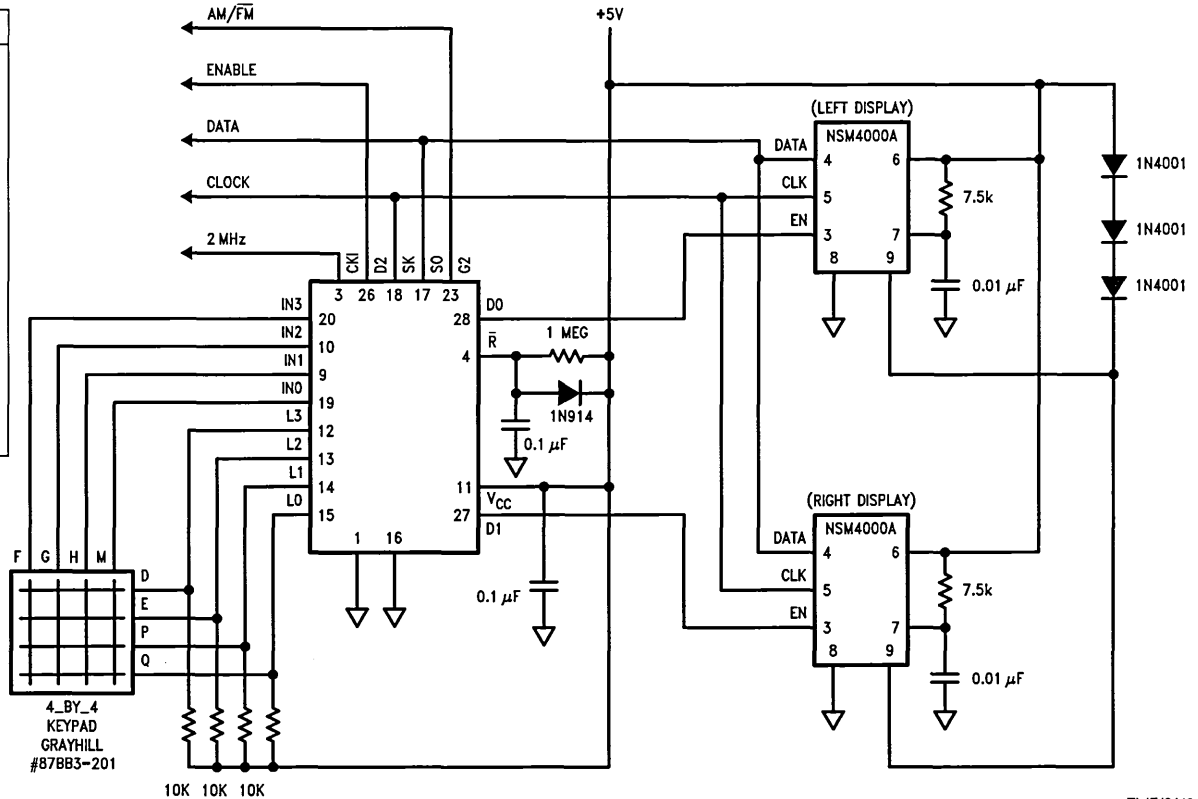 AM/FM
+5V
ENABLE
(LEFT DISPLAY)
NSM4000A
DATA
DATA
4
6
1N4001
CLOCK
CLK
5
7.5k
2 MHz
EN
3
7
1N4001
8
9
0.01 μF
1N4001
CKI
D2
SK
SO
G2
3
26
18
17
23
IN3
20
D0
28
IN2
10
R
4
1 MEG
IN1
9
IN0
19
1N914
L3
12
0.1 μF
L2
13
L1
14
11
VCC
L0
15
27
D1
(RIGHT DISPLAY)
NSM4000A
1
16
DATA
4
6
CLK
5
7.5k
0.1 μF
EN
3
7
8
9
0.01 μF
F
G
H
M
D
E
P
Q
4_BY_4
KEYPAD
GRAYHILL
#87BB3-201
10K
10K
10K